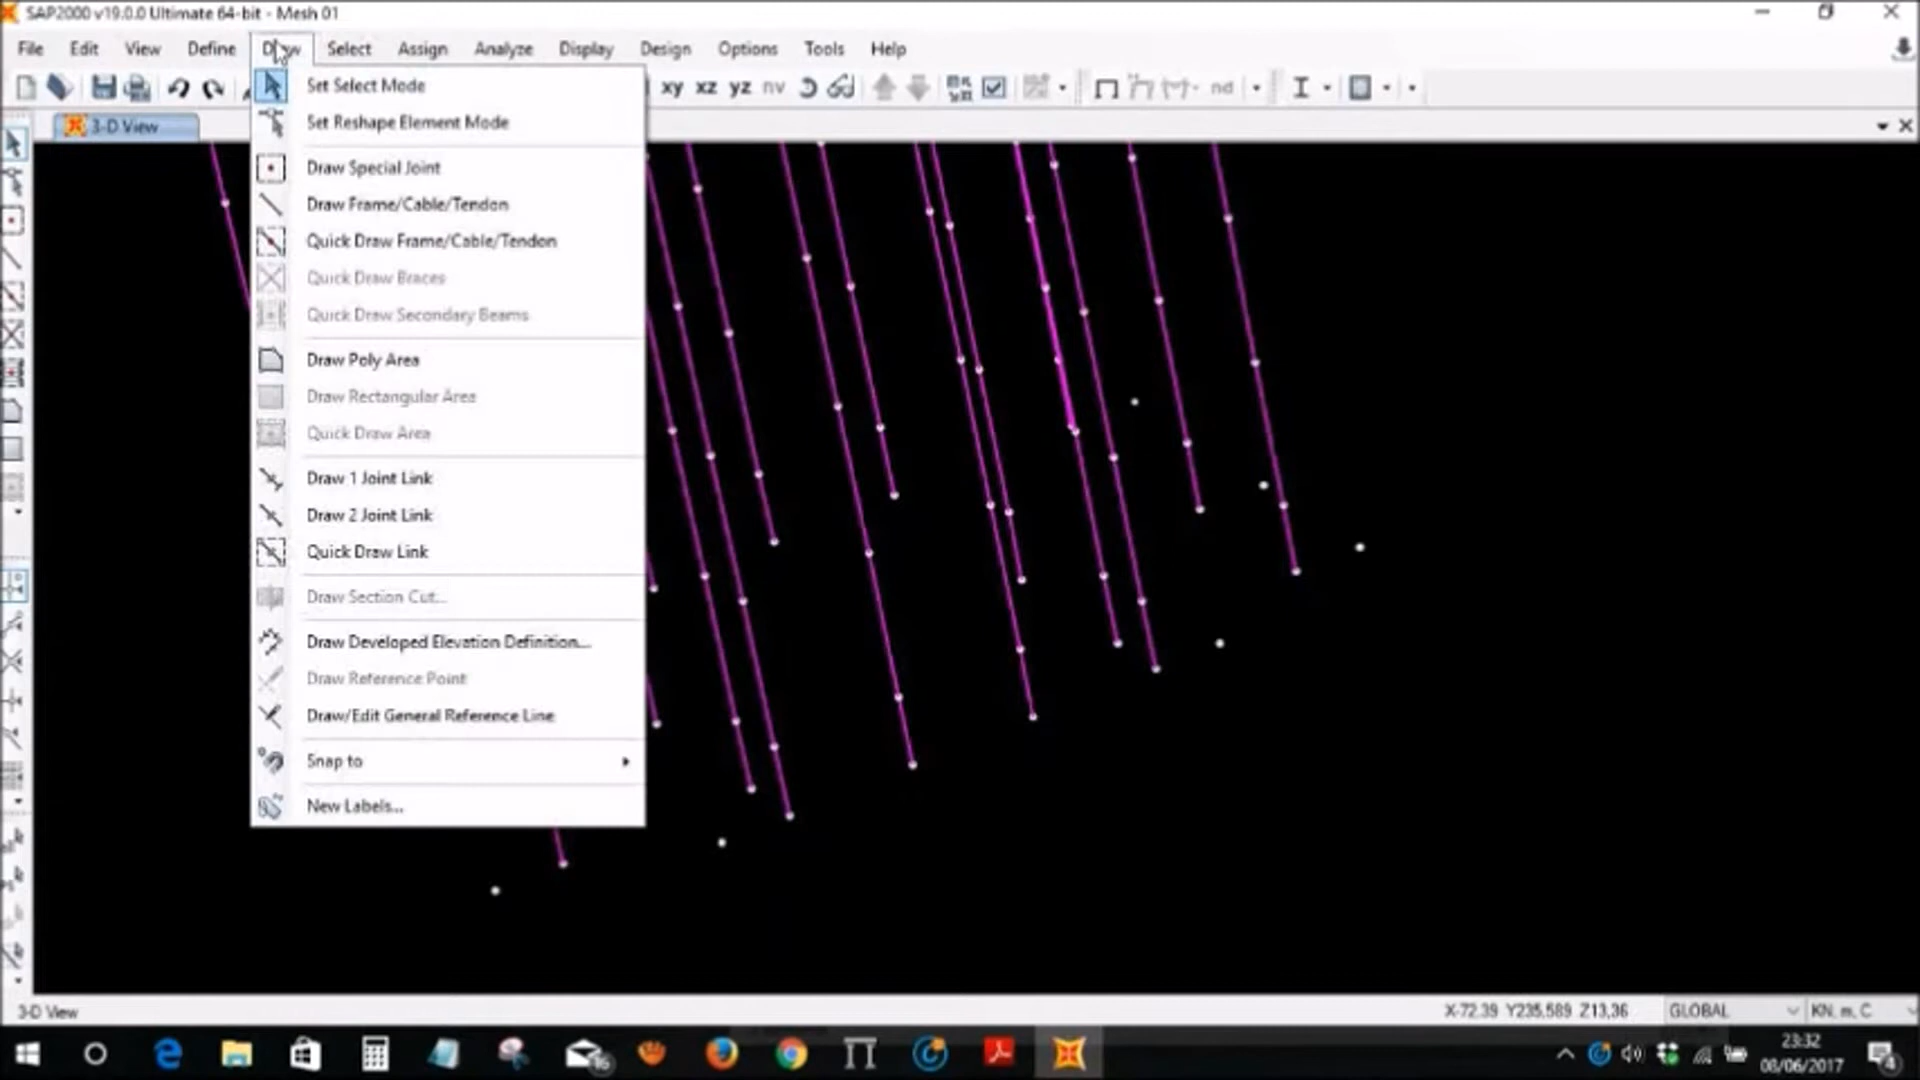 SAP2000 v19.0.0 Ultimate 64-bit - Mesh 01
File Edit View Define Draw Select Assign Analyze Display Design Options Tools Help
xy xz yz nv nd
3-D View
Set Select Mode
Set Reshape Element Mode
Draw Special Joint
Draw Frame/Cable/Tendon
Quick Draw Frame/Cable/Tendon
Quick Draw Braces
Quick Draw Secondary Beams
Draw Poly Area
Draw Rectangular Area
Quick Draw Area
Draw 1 Joint Link
Draw 2 Joint Link
Quick Draw Link
Draw Section Cut...
Draw Developed Elevation Definition...
Draw Reference Point
Draw/Edit General Reference Line
Snap to
New Labels...
3-D View X-72.39 Y235,589 Z13,36 GLOBAL KN, m, C
16
23:32
08/06/2017
4